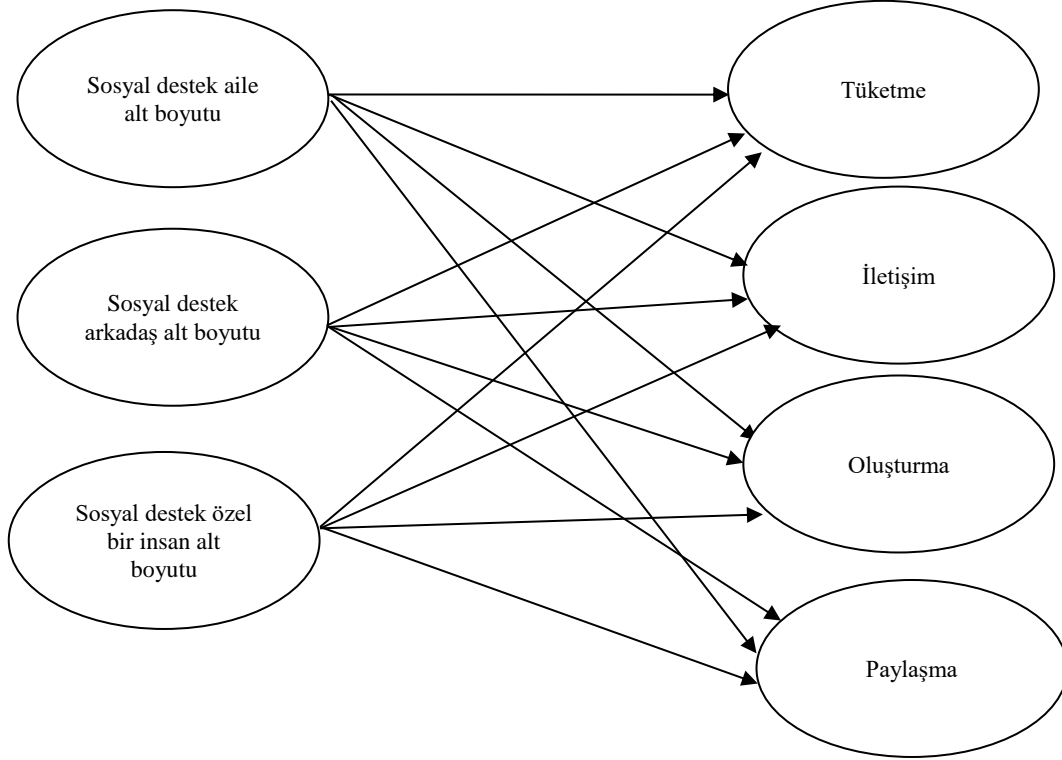 Sosyal destek aile
alt boyutu
Tüketme
Sosyal destek
arkadaş alt boyutu
İletişim
Sosyal destek özel
bir insan alt
boyutu
Oluşturma
Paylaşma